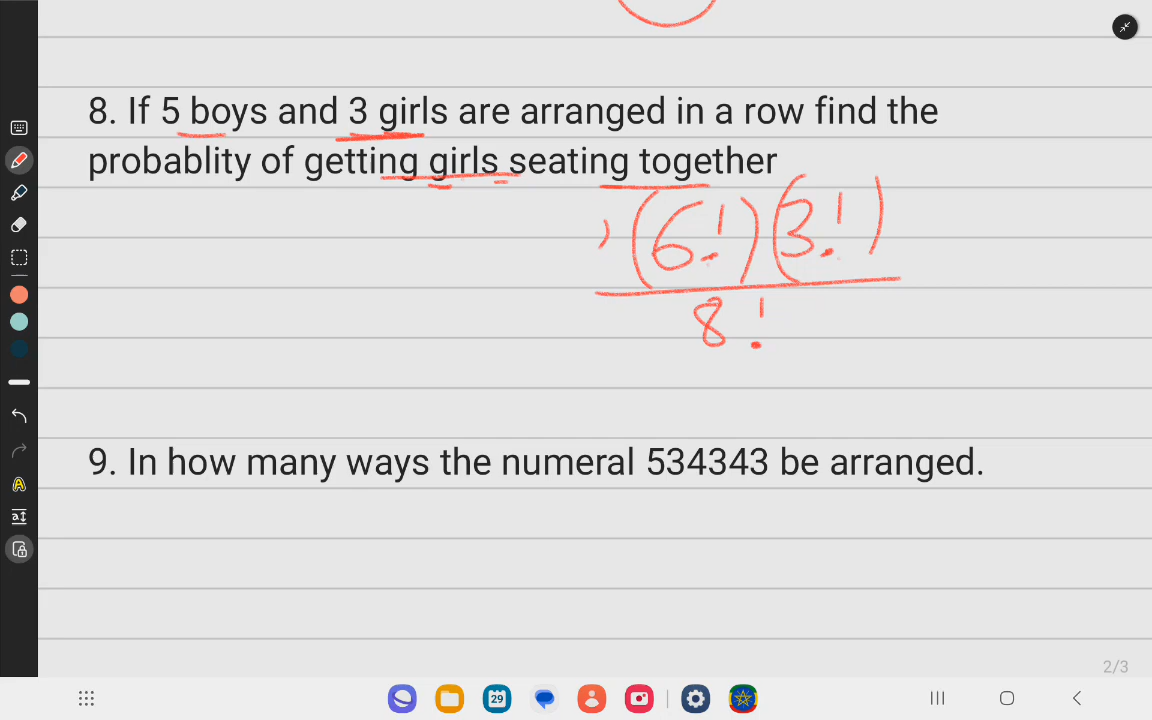 8. If 5 boys and 3 girls are arranged in a row find the
probablity of getting girls seating together
(6!)(3!)
8!
9. In how many ways the numeral 534343 be arranged.
2/3
29